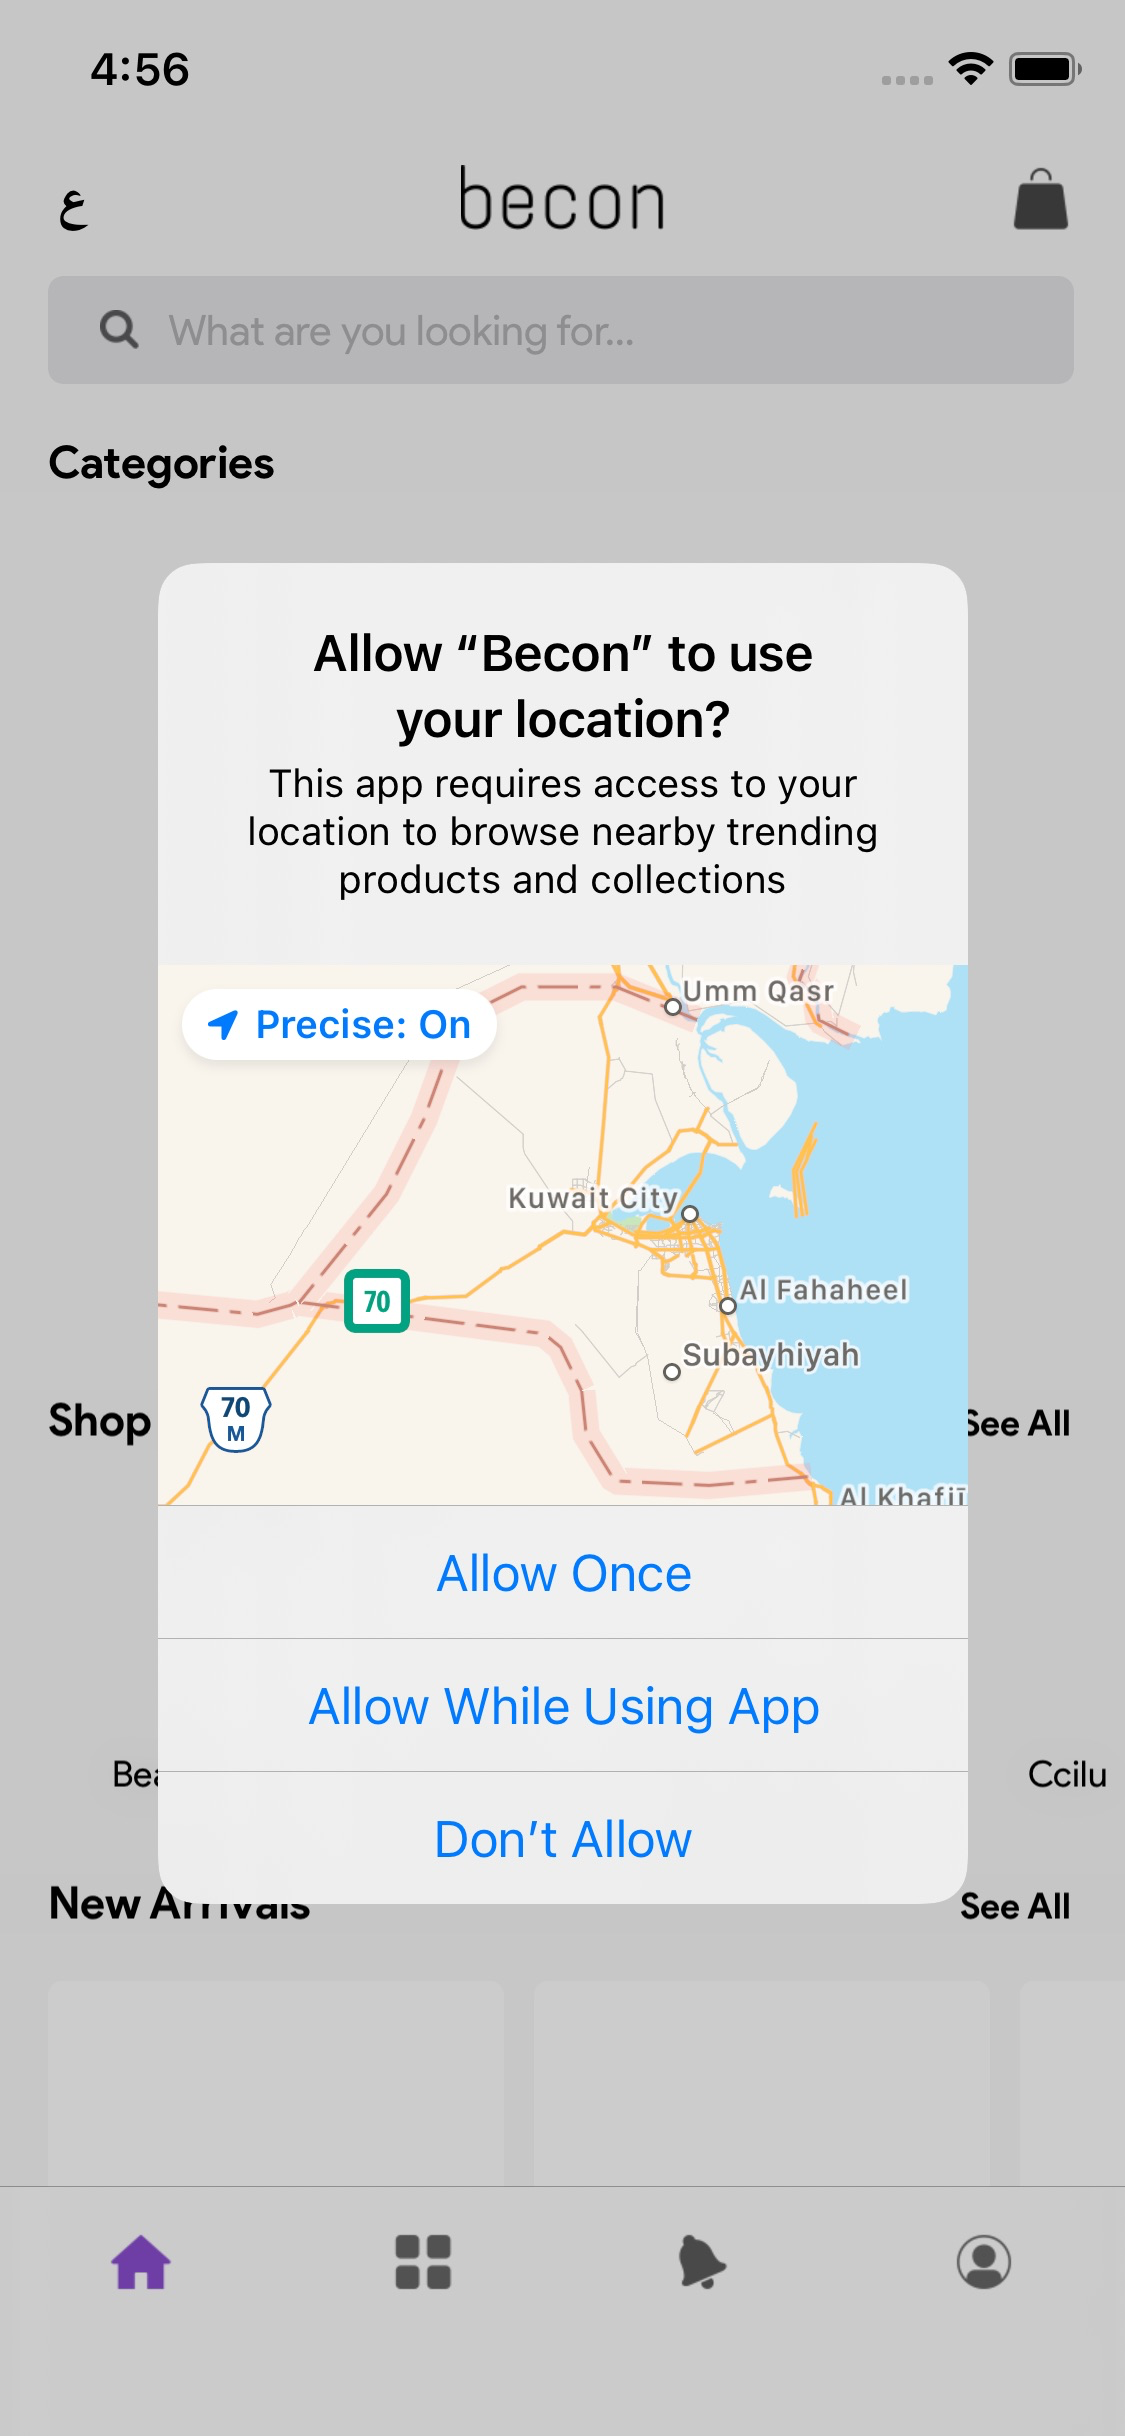 4:56
ع
becon
What are you looking for...
Categories
Allow “Becon” to use
your location?
This app requires access to your
location to browse nearby trending
products and collections
Precise: On
Umm Qasr
Kuwait City
Al Fahaheel
70
Subayhiyah
70
M
Shop
See All
Al Khafjī
Allow Once
Allow While Using App
Ccilu
Don’t Allow
New Arrivals
See All